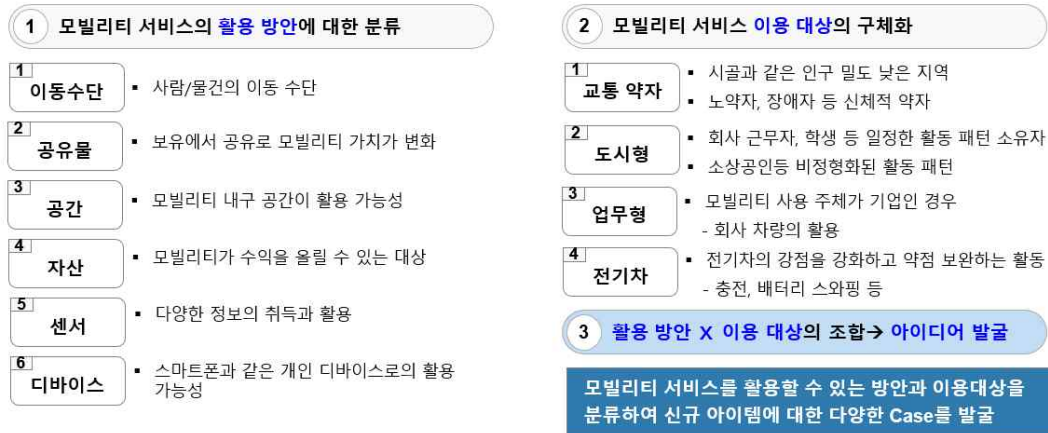 1 모빌리티 서비스의 활용 방안에 대한 분류
1
이동수단
▪ 사람/물건의 이동 수단
2
공유물
▪ 보유에서 공유로 모빌리티 가치가 변화
3
공간
▪ 모빌리티 내구 공간이 활용 가능성
4
자산
▪ 모빌리티가 수익을 올릴 수 있는 대상
5
센서
▪ 다양한 정보의 취득과 활용
6
디바이스
▪ 스마트폰과 같은 개인 디바이스로의 활용
가능성
2 모빌리티 서비스 이용 대상의 구체화
1
교통 약자
▪ 시골과 같은 인구 밀도 낮은 지역
▪ 노약자, 장애자 등 신체적 약자
2
도시형
▪ 회사 근무자, 학생 등 일정한 활동 패턴 소유자
▪ 소상공인등 비정형화된 활동 패턴
3
업무형
▪ 모빌리티 사용 주체가 기업인 경우
- 회사 차량의 활용
4
전기차
▪ 전기차의 강점을 강화하고 약점 보완하는 활동
- 충전, 배터리 스와핑 등
3 활용 방안 X 이용 대상의 조합→ 아이디어 발굴
모빌리티 서비스를 활용할 수 있는 방안과 이용대상을
분류하여 신규 아이템에 대한 다양한 Case를 발굴